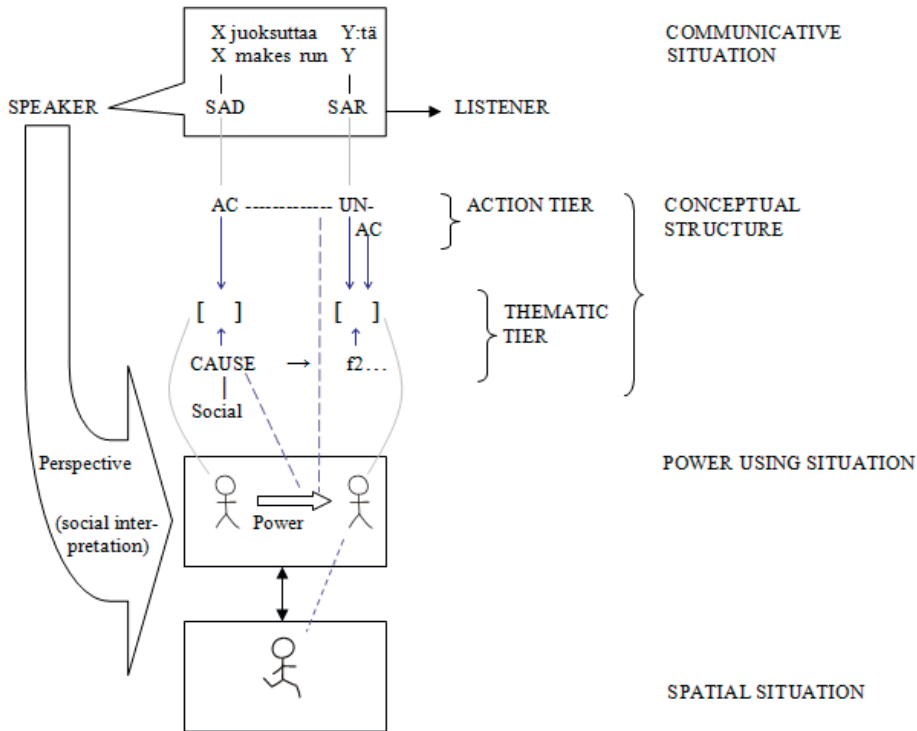 X juoksuttaa Y:tä
X makes run Y
COMMUNICATIVE
SITUATION
SPEAKER
SAD SAR
LISTENER
AC UN-
AC
ACTION TIER
CONCEPTUAL
STRUCTURE
[ ] [ ]
THEMATIC
TIER
CAUSE → f2...
Social
Perspective
(social inter-
pretation)
Power
POWER USING SITUATION
SPATIAL SITUATION